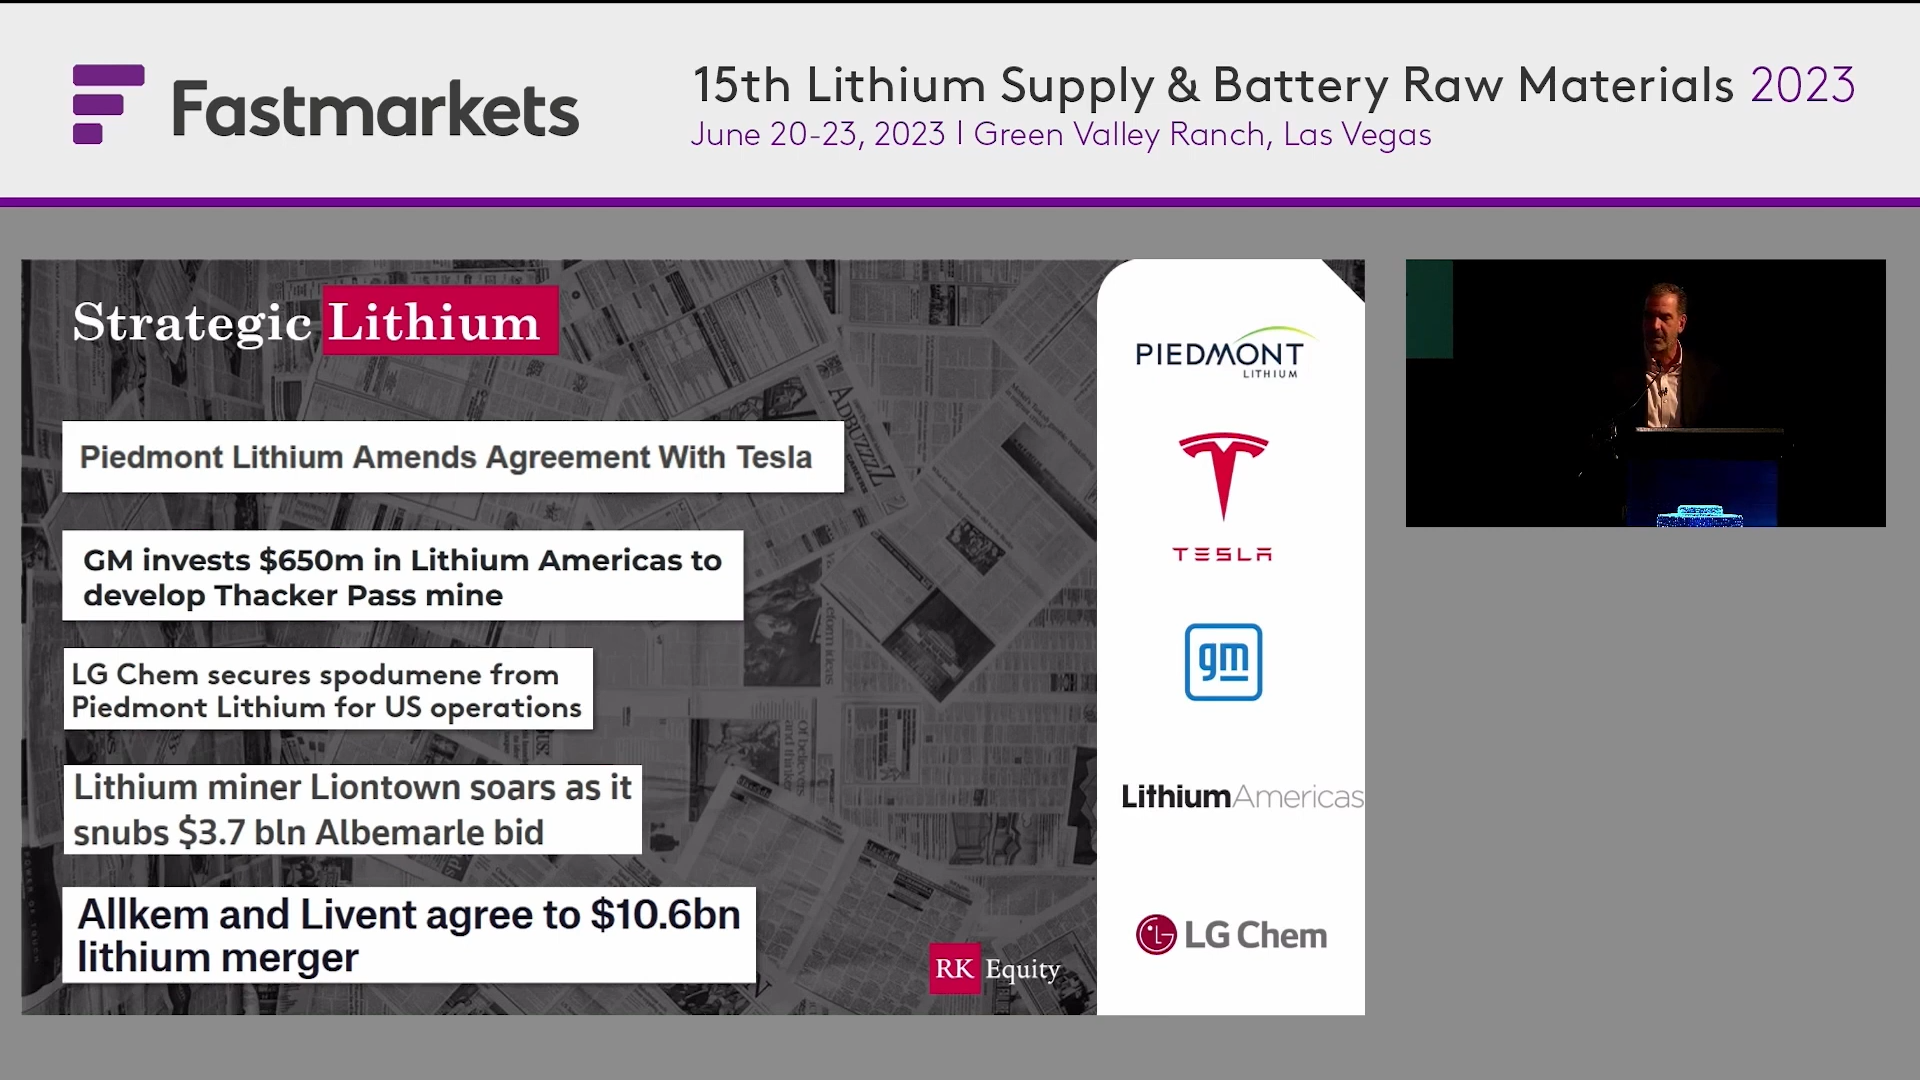 Fastmarkets
15th Lithium Supply & Battery Raw Materials 2023
June 20-23, 2023 | Green Valley Ranch, Las Vegas
Strategic Lithium
Piedmont Lithium Amends Agreement With Tesla
GM invests $650m in Lithium Americas to
develop Thacker Pass mine
LG Chem secures spodumene from
Piedmont Lithium for US operations
Lithium miner Liontown soars as it
snubs $3.7 bln Albemarle bid
Allkem and Livent agree to $10.6bn
lithium merger
RK Equity
PIEDMONT
LITHIUM
TESLA
gm
LithiumAmericas
LG Chem
ADBUZZZ